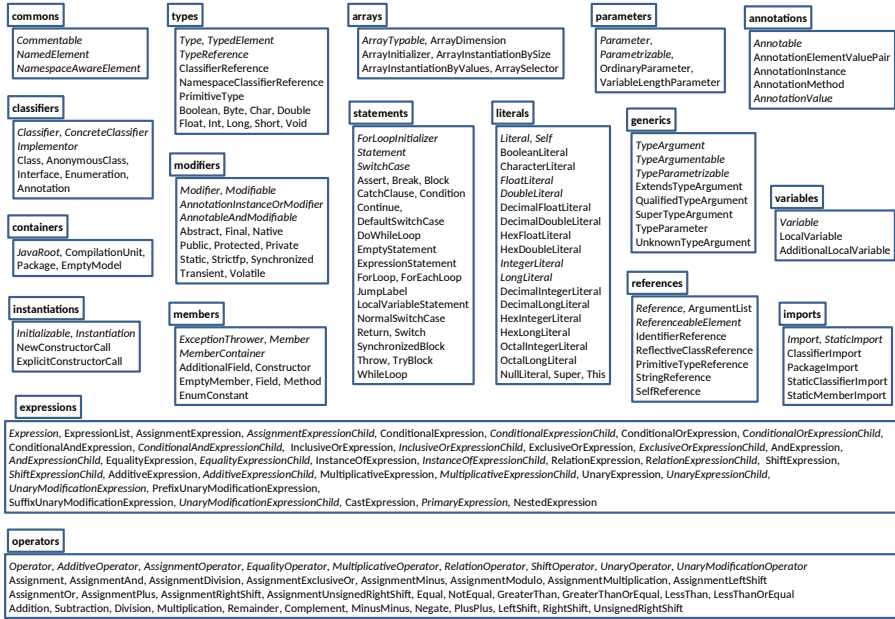 commons
Commentable
NamedElement
NamespaceAwareElement
types
Type, TypedElement
TypeReference
ClassifierReference
NamespaceClassifierReference
PrimitiveType
Boolean, Byte, Char, Double
Float, Int, Long, Short, Void
arrays
ArrayTypable, ArrayDimension
ArrayInitializer, ArrayInstantiationBySize
ArrayInstantiationByValues, ArraySelector
parameters
Parameter,
Parametrizable,
OrdinaryParameter,
VariableLengthParameter
annotations
Annotable
AnnotationElementValuePair
AnnotationInstance
AnnotationMethod
AnnotationValue
classifiers
Classifier, ConcreteClassifier
Implementor
Class, AnonymousClass,
Interface, Enumeration,
Annotation
modifiers
Modifier, Modifiable
AnnotationInstanceOrModifier
AnnotableAndModifiable
Abstract, Final, Native
Public, Protected, Private
Static, Strictfp, Synchronized
Transient, Volatile
statements
ForLoopInitializer
Statement
SwitchCase
Assert, Break, Block
CatchClause, Condition
Continue,
DefaultSwitchCase
DoWhileLoop
EmptyStatement
ExpressionStatement
ForLoop, ForEachLoop
JumpLabel
LocalVariableStatement
NormalSwitchCase
Return, Switch
SynchronizedBlock
Throw, TryBlock
WhileLoop
literals
Literal, Self
BooleanLiteral
CharacterLiteral
FloatLiteral
DoubleLiteral
DecimalFloatLiteral
DecimalDoubleLiteral
HexFloatLiteral
HexDoubleLiteral
IntegerLiteral
LongLiteral
DecimalIntegerLiteral
DecimalLongLiteral
HexIntegerLiteral
HexLongLiteral
OctalIntegerLiteral
OctalLongLiteral
NullLiteral, Super, This
generics
TypeArgument
TypeArgumentable
TypeParametrizable
ExtendsTypeArgument
QualifiedTypeArgument
SuperTypeArgument
TypeParameter
UnknownTypeArgument
variables
Variable
LocalVariable
AdditionalLocalVariable
containers
JavaRoot, CompilationUnit,
Package, EmptyModel
instantiations
Initializable, Instantiation
NewConstructorCall
ExplicitConstructorCall
members
ExceptionThrower, Member
MemberContainer
AdditionalField, Constructor
EmptyMember, Field, Method
EnumConstant
references
Reference, ArgumentList
ReferenceableElement
IdentifierReference
ReflectiveClassReference
PrimitiveTypeReference
StringReference
SelfReference
imports
Import, StaticImport
ClassifierImport
PackageImport
StaticClassifierImport
StaticMemberImport
expressions
Expression, ExpressionList, AssignmentExpression, AssignmentExpressionChild, ConditionalExpression, ConditionalExpressionChild, ConditionalOrExpression, ConditionalOrExpressionChild,
ConditionalAndExpression, ConditionalAndExpressionChild, InclusiveOrExpression, InclusiveOrExpressionChild, ExclusiveOrExpression, ExclusiveOrExpressionChild, AndExpression,
AndExpressionChild, EqualityExpression, EqualityExpressionChild, InstanceOfExpression, InstanceOfExpressionChild, RelationExpression, RelationExpressionChild, ShiftExpression,
ShiftExpressionChild, AdditiveExpression, AdditiveExpressionChild, MultiplicativeExpression, MultiplicativeExpressionChild, UnaryExpression, UnaryExpressionChild,
UnaryModificationExpression, PrefixUnaryModificationExpression,
SuffixUnaryModificationExpression, UnaryModificationExpressionChild, CastExpression, PrimaryExpression, NestedExpression
operators
Operator, AdditiveOperator, AssignmentOperator, EqualityOperator, MultiplicativeOperator, RelationOperator, ShiftOperator, UnaryOperator, UnaryModificationOperator
Assignment, AssignmentAnd, AssignmentDivision, AssignmentExclusiveOr, AssignmentMinus, AssignmentModulo, AssignmentMultiplication, AssignmentLeftShift
AssignmentOr, AssignmentPlus, AssignmentRightShift, AssignmentUnsignedRightShift, Equal, NotEqual, GreaterThan, GreaterThanOrEqual, LessThan, LessThanOrEqual
Addition, Subtraction, Division, Multiplication, Remainder, Complement, MinusMinus, Negate, PlusPlus, LeftShift, RightShift, UnsignedRightShift